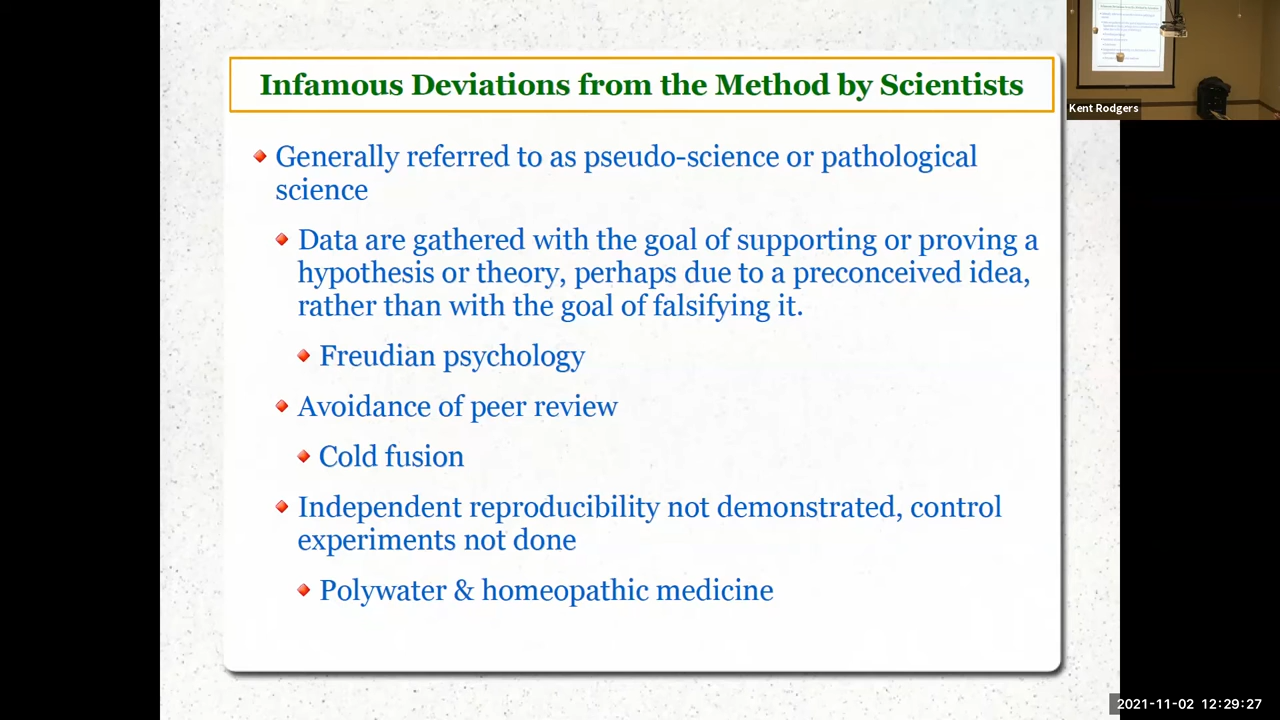 Infamous Deviations from the Method by Scientists
Generally referred to as pseudo-science or pathological
science
Data are gathered with the goal of supporting or proving a
hypothesis or theory, perhaps due to a preconceived idea,
rather than with the goal of falsifying it.
Freudian psychology
Avoidance of peer review
Cold fusion
Independent reproducibility not demonstrated, control
experiments not done
Polywater & homeopathic medicine
Kent Rodgers
2021-11-02 12:29:27